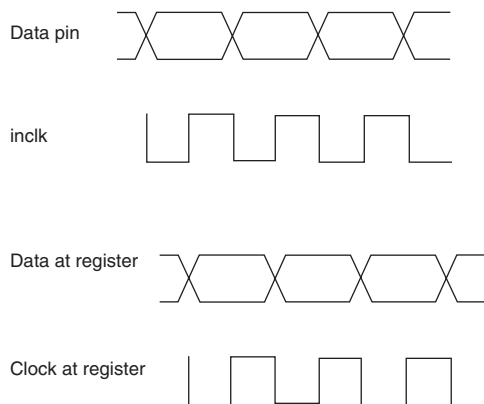 Data pin
inclk
Data at register
Clock at register